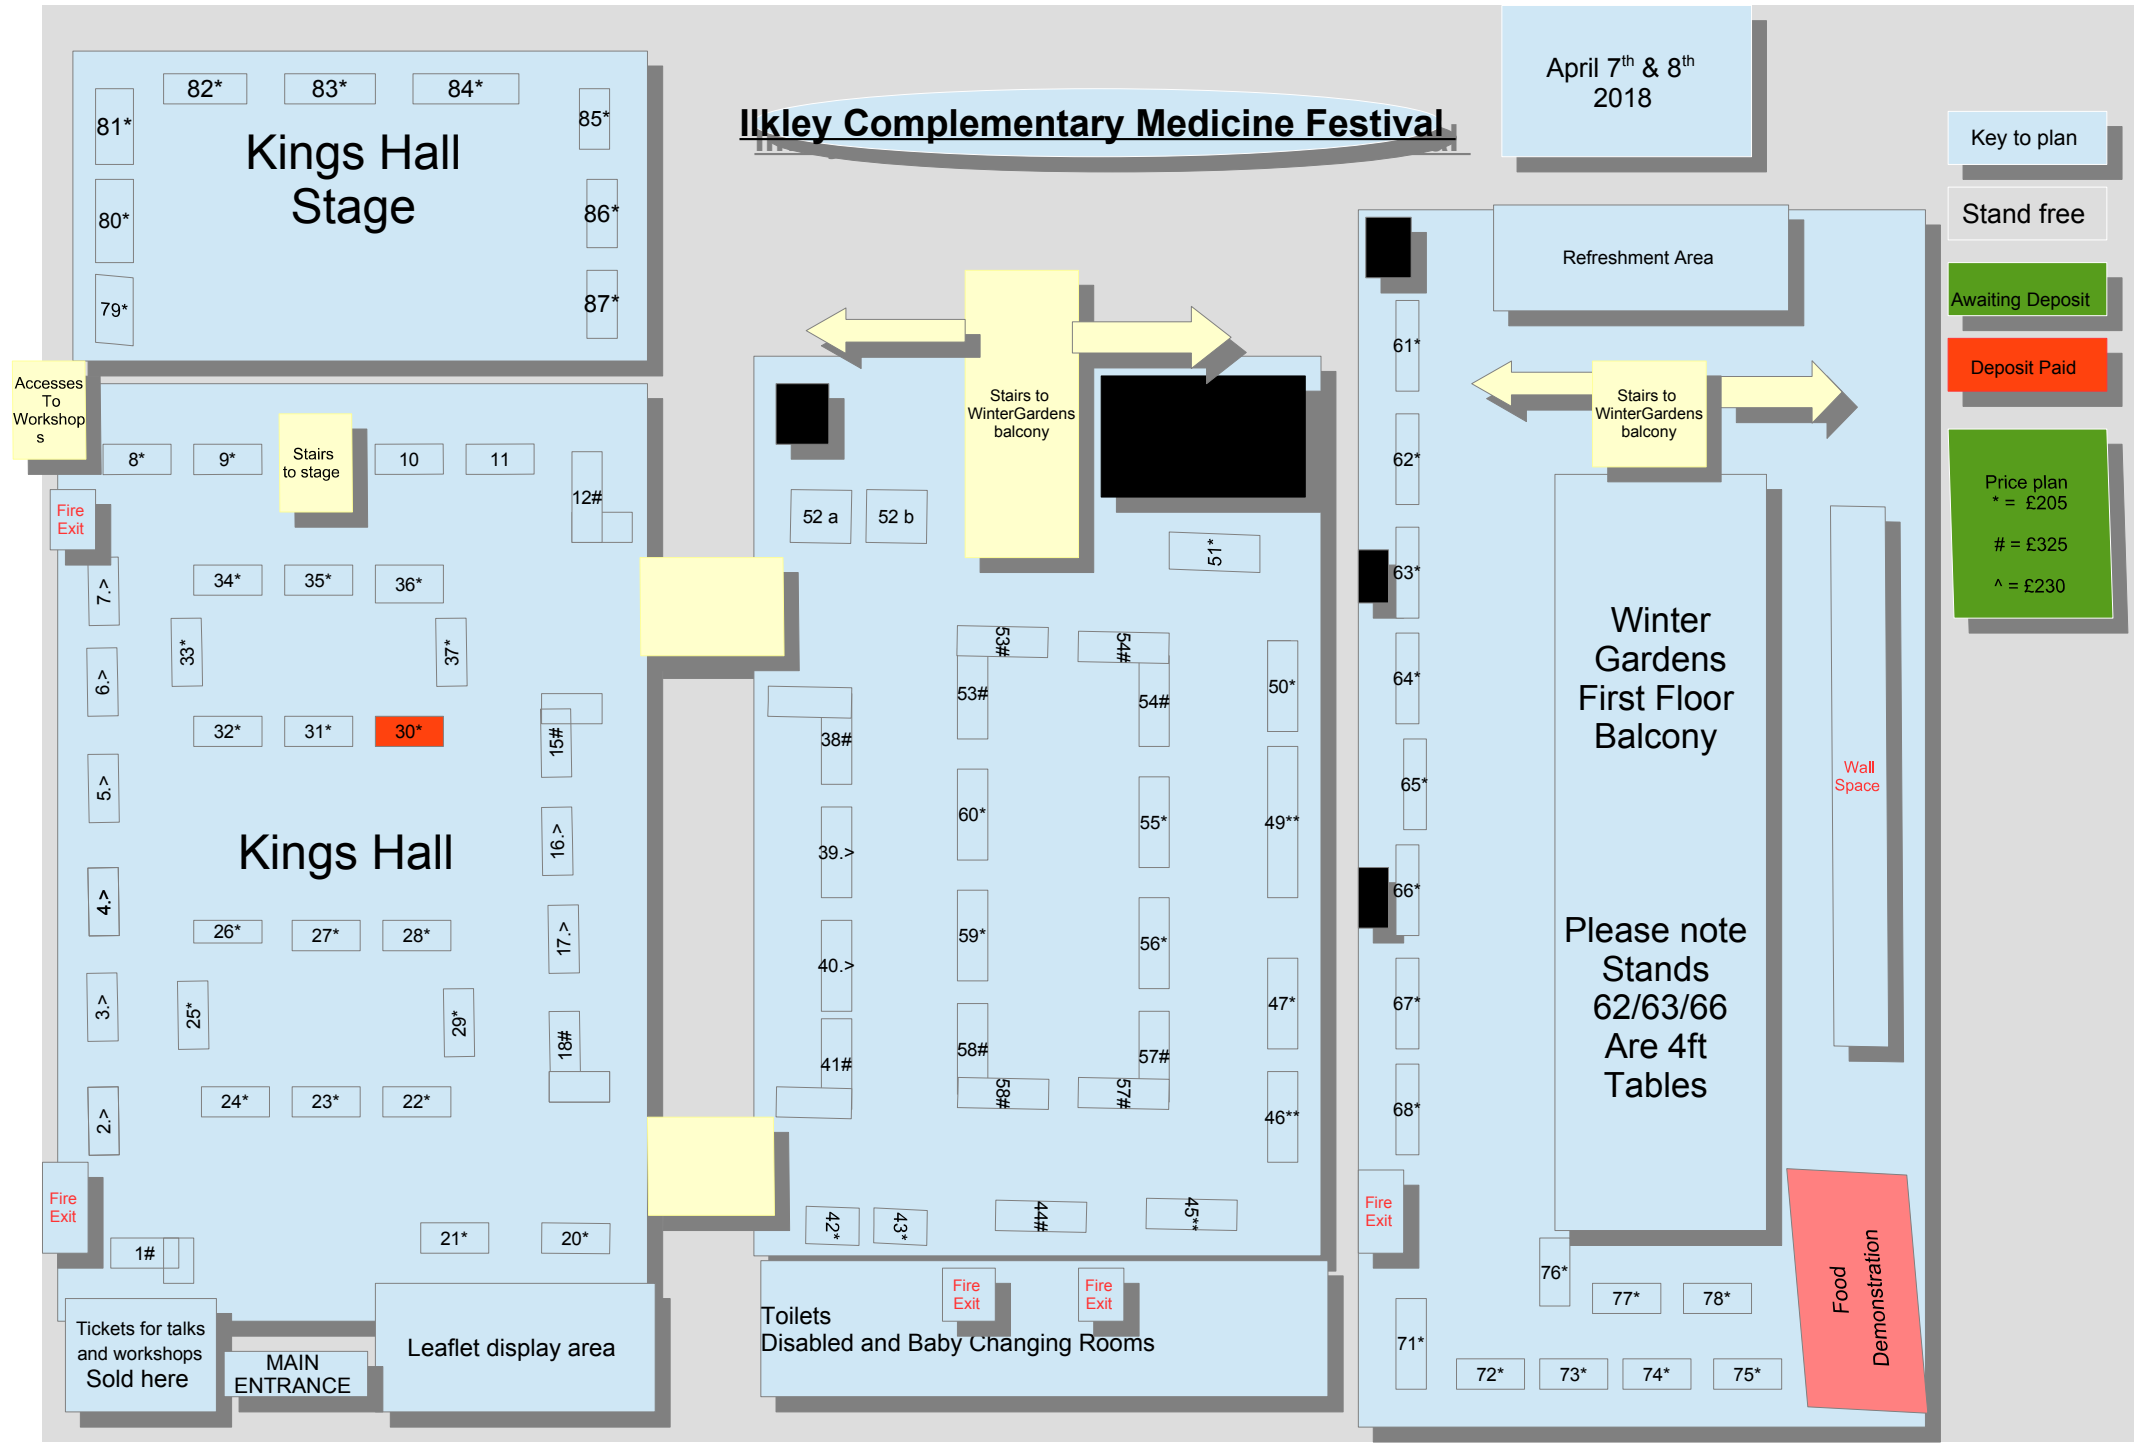 Ilkley Complementary Medicine Festival
April 7th & 8th
2018
Key to plan
Stand free
Awaiting Deposit
Deposit Paid
Price plan
* = £205
# = £325
^ = £230
82*
83*
84*
81*
85*
Kings Hall
Stage
80*
86*
79*
87*
Accesses
To
Workshop
s
8*
9*
Stairs
to stage
10
11
12#
Fire
Exit
7.>
34*
35*
36*
33*
37*
6.>
32*
31*
30*
15#
5.>
Kings Hall
16.>
4.>
26*
27*
28*
17.>
3.>
25*
29*
18#
2.>
24*
23*
22*
Fire
Exit
1#
21*
20*
Tickets for talks
and workshops
Sold here
MAIN
ENTRANCE
Leaflet display area
Stairs to
WinterGardens
balcony
52 a
52 b
51*
53#
54#
53#
54#
50*
38#
60*
55*
49**
39.>
59*
56*
40.>
47*
58#
57#
41#
58#
57#
46**
42*
43*
44#
45**
Fire
Exit
Fire
Exit
Toilets
Disabled and Baby Changing Rooms
Refreshment Area
61*
Stairs to
WinterGardens
balcony
62*
63*
64*
65*
66*
67*
68*
Winter
Gardens
First Floor
Balcony
Please note
Stands
62/63/66
Are 4ft
Tables
Wall
Space
Fire
Exit
76*
77*
78*
71*
72*
73*
74*
75*
Food
Demonstration